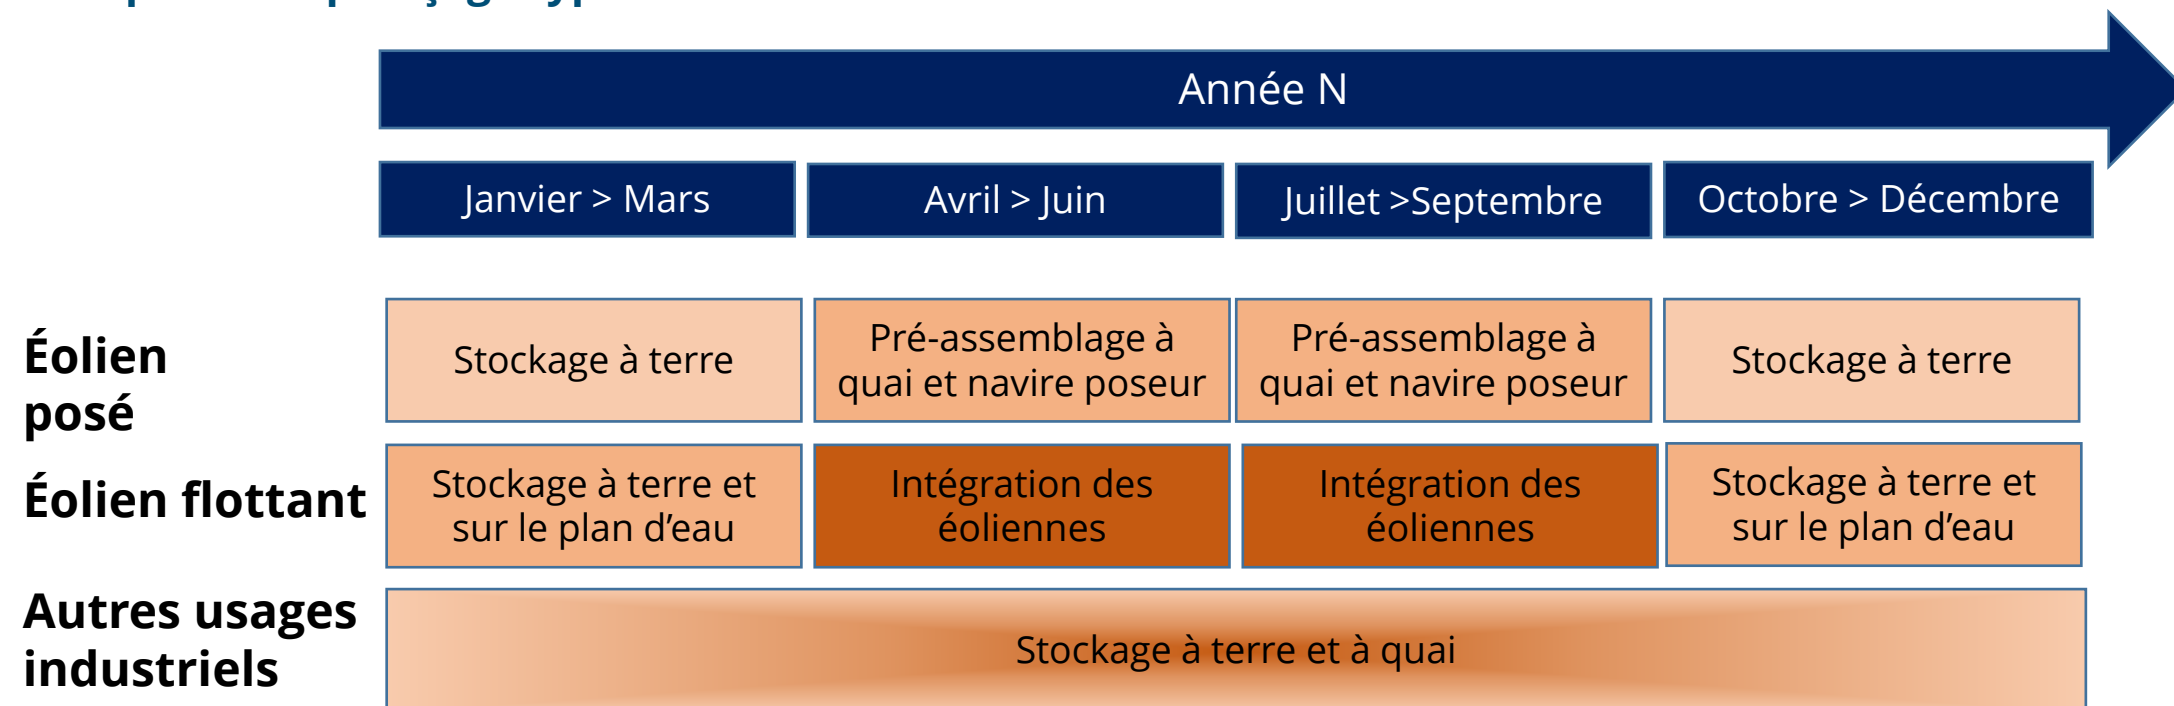 Année N
Janvier > Mars
Avril > Juin
Juillet >Septembre
Octobre > Décembre
Éolien
posé
Stockage à terre
Pré-assemblage à
quai et navire poseur
Pré-assemblage à
quai et navire poseur
Stockage à terre
Éolien flottant
Stockage à terre et
sur le plan d’eau
Intégration des
éoliennes
Intégration des
éoliennes
Stockage à terre et
sur le plan d’eau
Autres usages
industriels
Stockage à terre et à quai